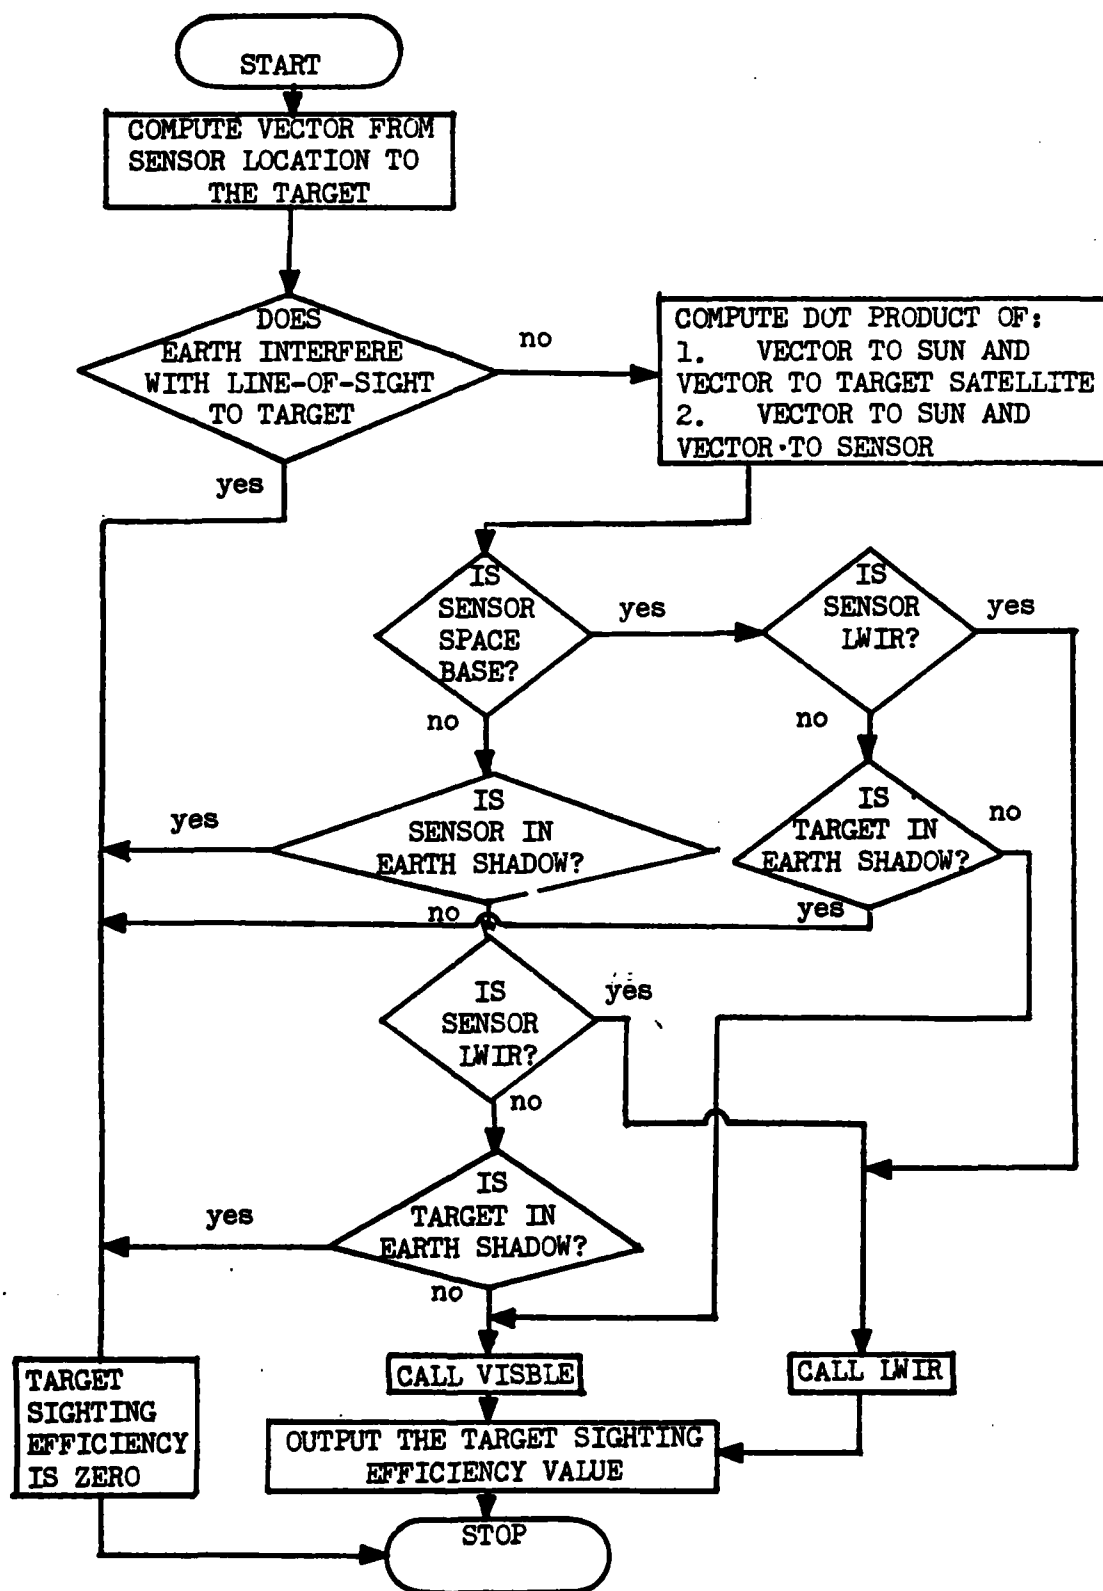 START
COMPUTE VECTOR FROM
SENSOR LOCATION TO
THE TARGET
DOES
EARTH INTERFERE
WITH LINE-OF-SIGHT
TO TARGET
no
yes
COMPUTE DOT PRODUCT OF:
1. VECTOR TO SUN AND
VECTOR TO TARGET SATELLITE
2. VECTOR TO SUN AND
VECTOR·TO SENSOR
IS
SENSOR
SPACE
BASE?
yes
no
IS
SENSOR
LWIR?
yes
no
IS
SENSOR IN
EARTH SHADOW?
yes
no
IS
TARGET IN
EARTH SHADOW?
no
yes
IS
SENSOR
LWIR?
yes
no
IS
TARGET IN
EARTH SHADOW?
yes
no
CALL VISBLE
CALL LWIR
TARGET
SIGHTING
EFFICIENCY
IS ZERO
OUTPUT THE TARGET SIGHTING
EFFICIENCY VALUE
STOP